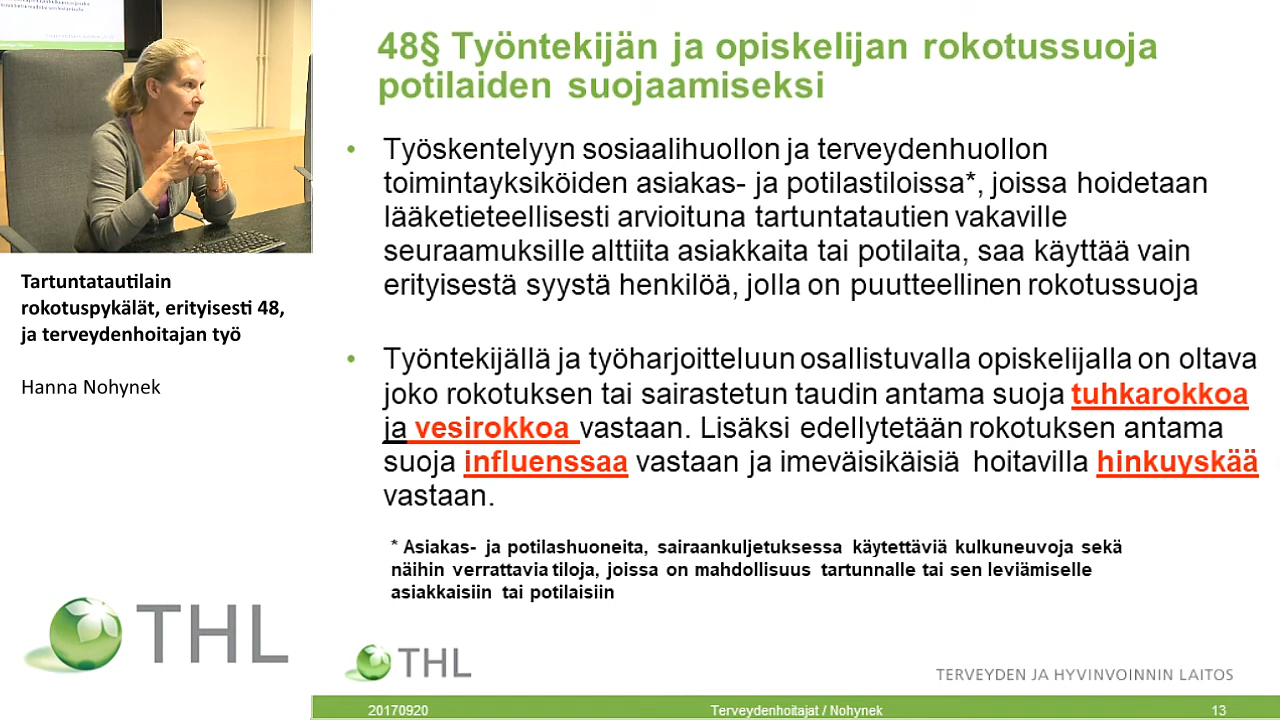 48§ Työntekijän ja opiskelijan rokotussuoja
potilaiden suojaamiseksi
• Työskentelyyn sosiaalihuollon ja terveydenhuollon
toimintayksiköiden asiakas- ja potilastiloissa*, joissa hoidetaan
lääketieteellisesti arvioituna tartuntatautien vakaville
seuraamuksille alttiita asiakkaita tai potilaita, saa käyttää vain
erityisestä syystä henkilöä, jolla on puutteellinen rokotussuoja
• Työntekijällä ja työharjoitteluun osallistuvalla opiskelijalla on oltava
joko rokotuksen tai sairastetun taudin antama suoja tuhkarokkoa
ja vesirokkoa vastaan. Lisäksi edellytetään rokotuksen antama
suoja influenssaa vastaan ja imeväisikäisiä hoitavilla hinkuyskää
vastaan.
* Asiakas- ja potilashuoneita, sairaankuljetuksessa käytettäviä kulkuneuvoja sekä
näihin verrattavia tiloja, joissa on mahdollisuus tartunnalle tai sen leviämiselle
asiakkaisiin tai potilaisiin
Tartuntatautilain
rokotuspykälät, erityisesti 48,
ja terveydenhoitajan työ
Hanna Nohynek
THL
THL
TERVEYDEN JA HYVINVOINNIN LAITOS
20170920
Terveydenhoitajat / Nohynek
13